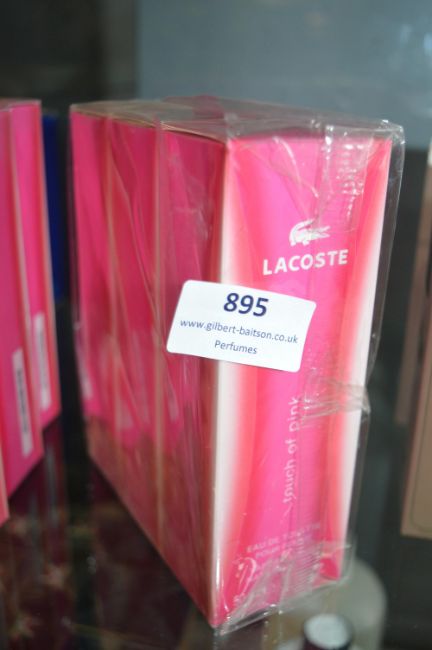 LACOSTE
895
www.gilbert-baitson.co.uk
Perfumes
touch of pink
EAU DE TOILETTE